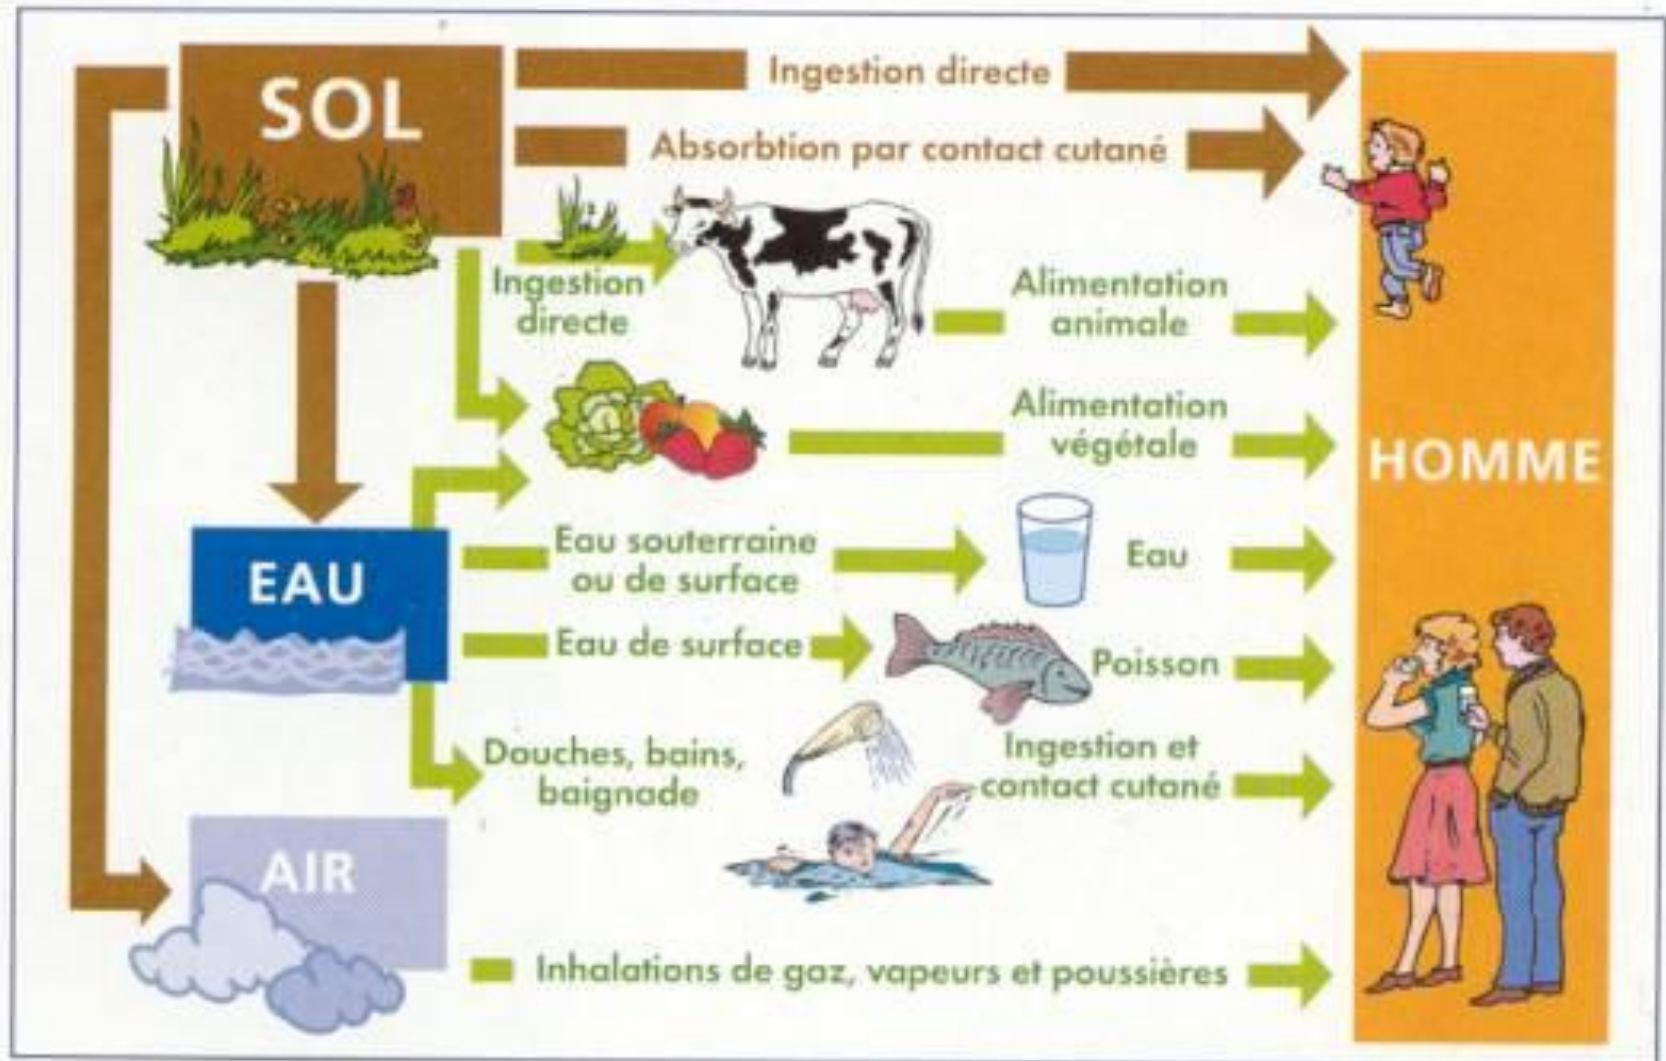 SOL
Ingestion directe
Absorbtion par contact cutané
Ingestion
directe
Alimentation
animale
Alimentation
végétale
HOMME
EAU
Eau souterraine
ou de surface
Eau
Eau de surface
Poisson
Douches, bains,
baignade
Ingestion et
contact cutané
AIR
Inhalations de gaz, vapeurs et poussières